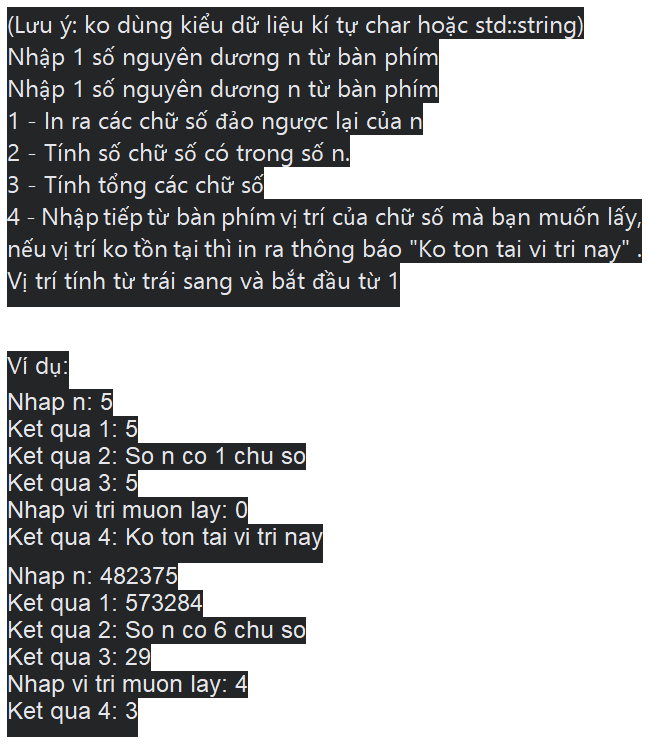 (Lưu ý: ko dùng kiểu dữ liệu kí tự char hoặc std::string)
Nhập 1 số nguyên dương n từ bàn phím
Nhập 1 số nguyên dương n từ bàn phím
1 - In ra các chữ số đảo ngược lại của n
2 - Tính số chữ số có trong số n.
3 - Tính tổng các chữ số
4 - Nhập tiếp từ bàn phím vị trí của chữ số mà bạn muốn lấy,
nếu vị trí ko tồn tại thì in ra thông báo "Ko ton tai vi tri nay" .
Vị trí tính từ trái sang và bắt đầu từ 1
Ví dụ:
Nhap n: 5
Ket qua 1: 5
Ket qua 2: So n co 1 chu so
Ket qua 3: 5
Nhap vi tri muon lay: 0
Ket qua 4: Ko ton tai vi tri nay
Nhap n: 482375
Ket qua 1: 573284
Ket qua 2: So n co 6 chu so
Ket qua 3: 29
Nhap vi tri muon lay: 4
Ket qua 4: 3